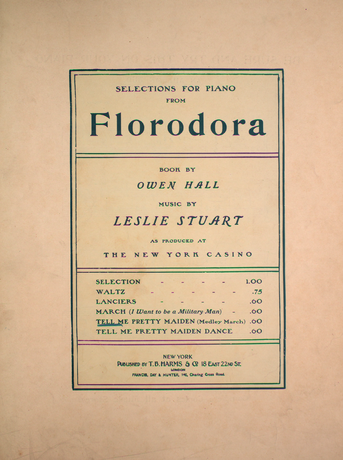 SELECTIONS FOR PIANO
FROM
Florodora
BOOK BY
OWEN HALL
MUSIC BY
LESLIE STUART
AS PRODUCED AT
THE NEW YORK CASINO
SELECTION - - - - 1.00
WALTZ - - - - - .75
LANCIERS - - - - - .60
MARCH (I Want to be a Military Man) - .60
TELL ME PRETTY MAIDEN (Medley March) .60
TELL ME PRETTY MAIDEN DANCE .60
NEW YORK
PUBLISHED BY T. B. HARMS & Co. 18 EAST 22ND ST.
LONDON
FRANCIS, DAY & HUNTER, 142, Charing Cross Road.